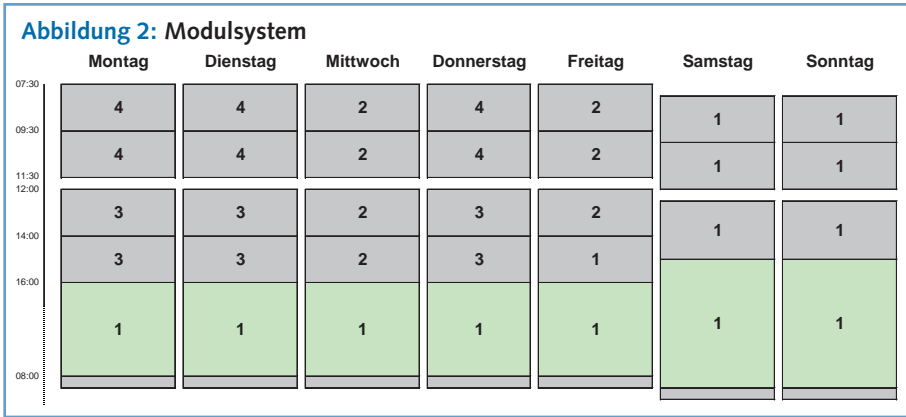 Abbildung 2: Modulsystem
Montag Dienstag Mittwoch Donnerstag Freitag Samstag Sonntag
07:30
4 4 2 4 2 1 1
09:30
4 4 2 4 2 1 1
11:30
12:00
3 3 2 3 2 1 1
14:00
3 3 2 3 1
16:00
1 1 1 1 1 1 1
08:00